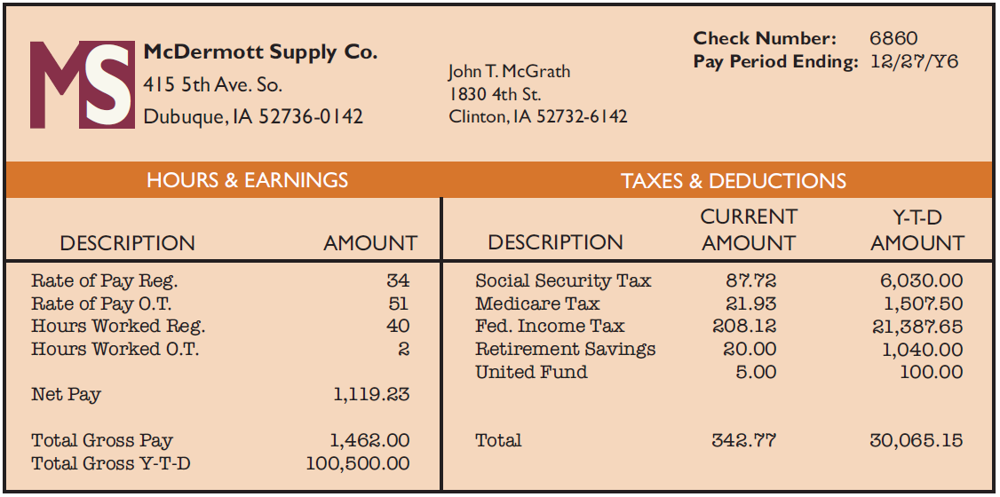 MS
McDermott Supply Co.
415 5th Ave. So.
Dubuque, IA 52736-0142
John T. McGrath
1830 4th St.
Clinton, IA 52732-6142
Check Number: 6860
Pay Period Ending: 12/27/Y6
HOURS & EARNINGS
DESCRIPTION AMOUNT
Rate of Pay Reg. 34
Rate of Pay O.T. 51
Hours Worked Reg. 40
Hours Worked O.T. 2
Net Pay 1,119.23
Total Gross Pay 1,462.00
Total Gross Y-T-D 100,500.00
TAXES & DEDUCTIONS
DESCRIPTION CURRENT AMOUNT Y-T-D AMOUNT
Social Security Tax 87.72 6,030.00
Medicare Tax 21.93 1,507.50
Fed. Income Tax 208.12 21,387.65
Retirement Savings 20.00 1,040.00
United Fund 5.00 100.00
Total 342.77 30,065.15